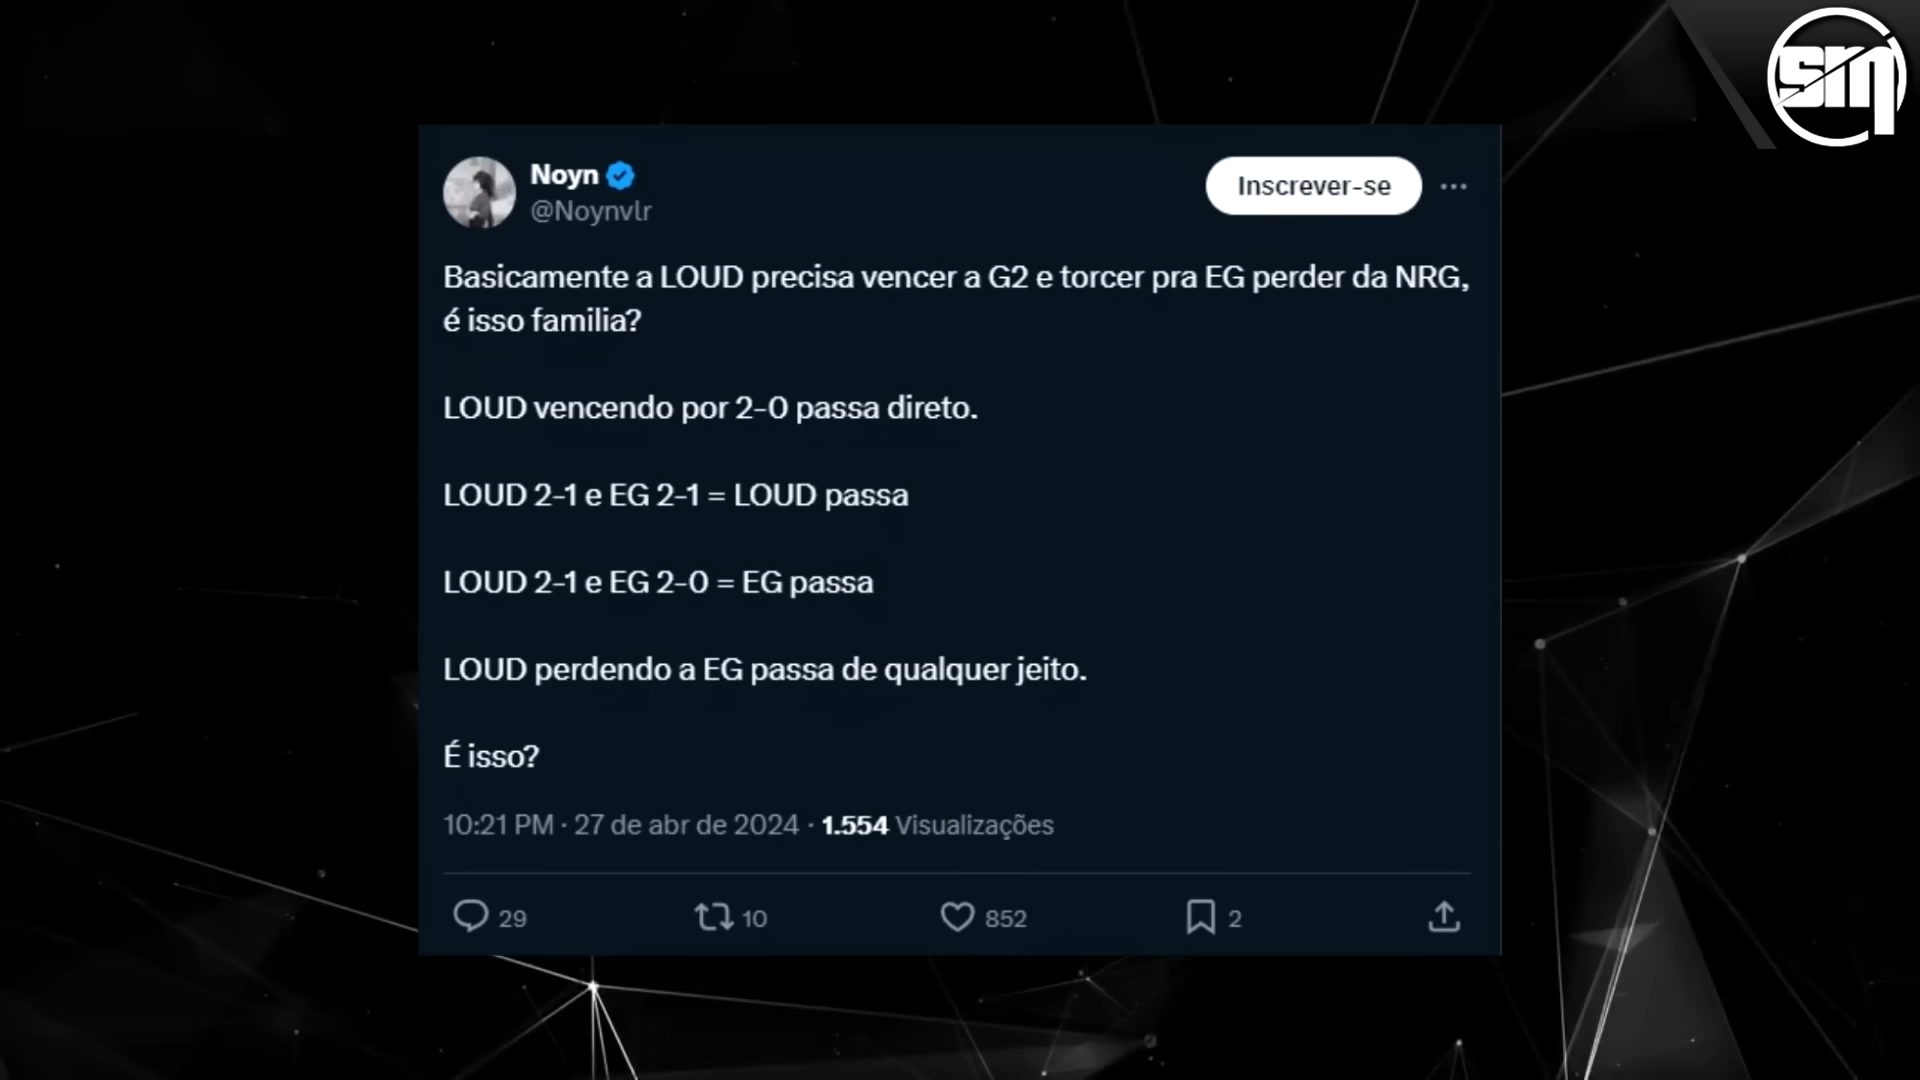 sm
Noyn
@Noynvlr
Inscrever-se
Basicamente a LOUD precisa vencer a G2 e torcer pra EG perder da NRG,
é isso familia?
LOUD vencendo por 2-0 passa direto.
LOUD 2-1 e EG 2-1 = LOUD passa
LOUD 2-1 e EG 2-0 = EG passa
LOUD perdendo a EG passa de qualquer jeito.
É isso?
10:21 PM · 27 de abr de 2024 · 1.554 Visualizações
29 10 852 2